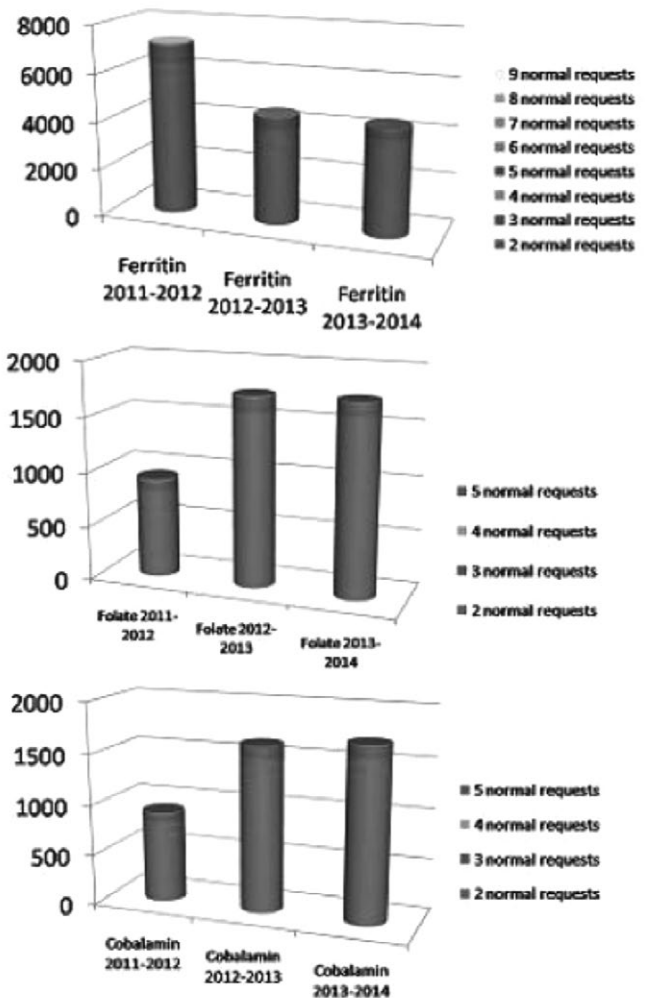 8000
6000
4000
2000
0
Ferritin
2011-2012
Ferritin
2012-2013
Ferritin
2013-2014
9 normal requests
8 normal requests
7 normal requests
6 normal requests
5 normal requests
4 normal requests
3 normal requests
2 normal requests
2000
1500
1000
500
0
Folate 2011-
2012
Folate 2012-
2013
Folate 2013-
2014
5 normal requests
4 normal requests
3 normal requests
2 normal requests
2000
1500
1000
500
0
Cobalamin
2011-2012
Cobalamin
2012-2013
Cobalamin
2013-2014
5 normal requests
4 normal requests
3 normal requests
2 normal requests